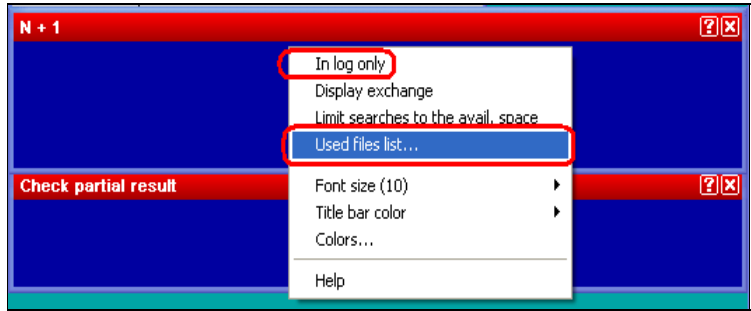 N + 1
In log only
Display exchange
Limit searches to the avail. space
Used files list...
Check partial result
Font size (10)
Title bar color
Colors...
Help